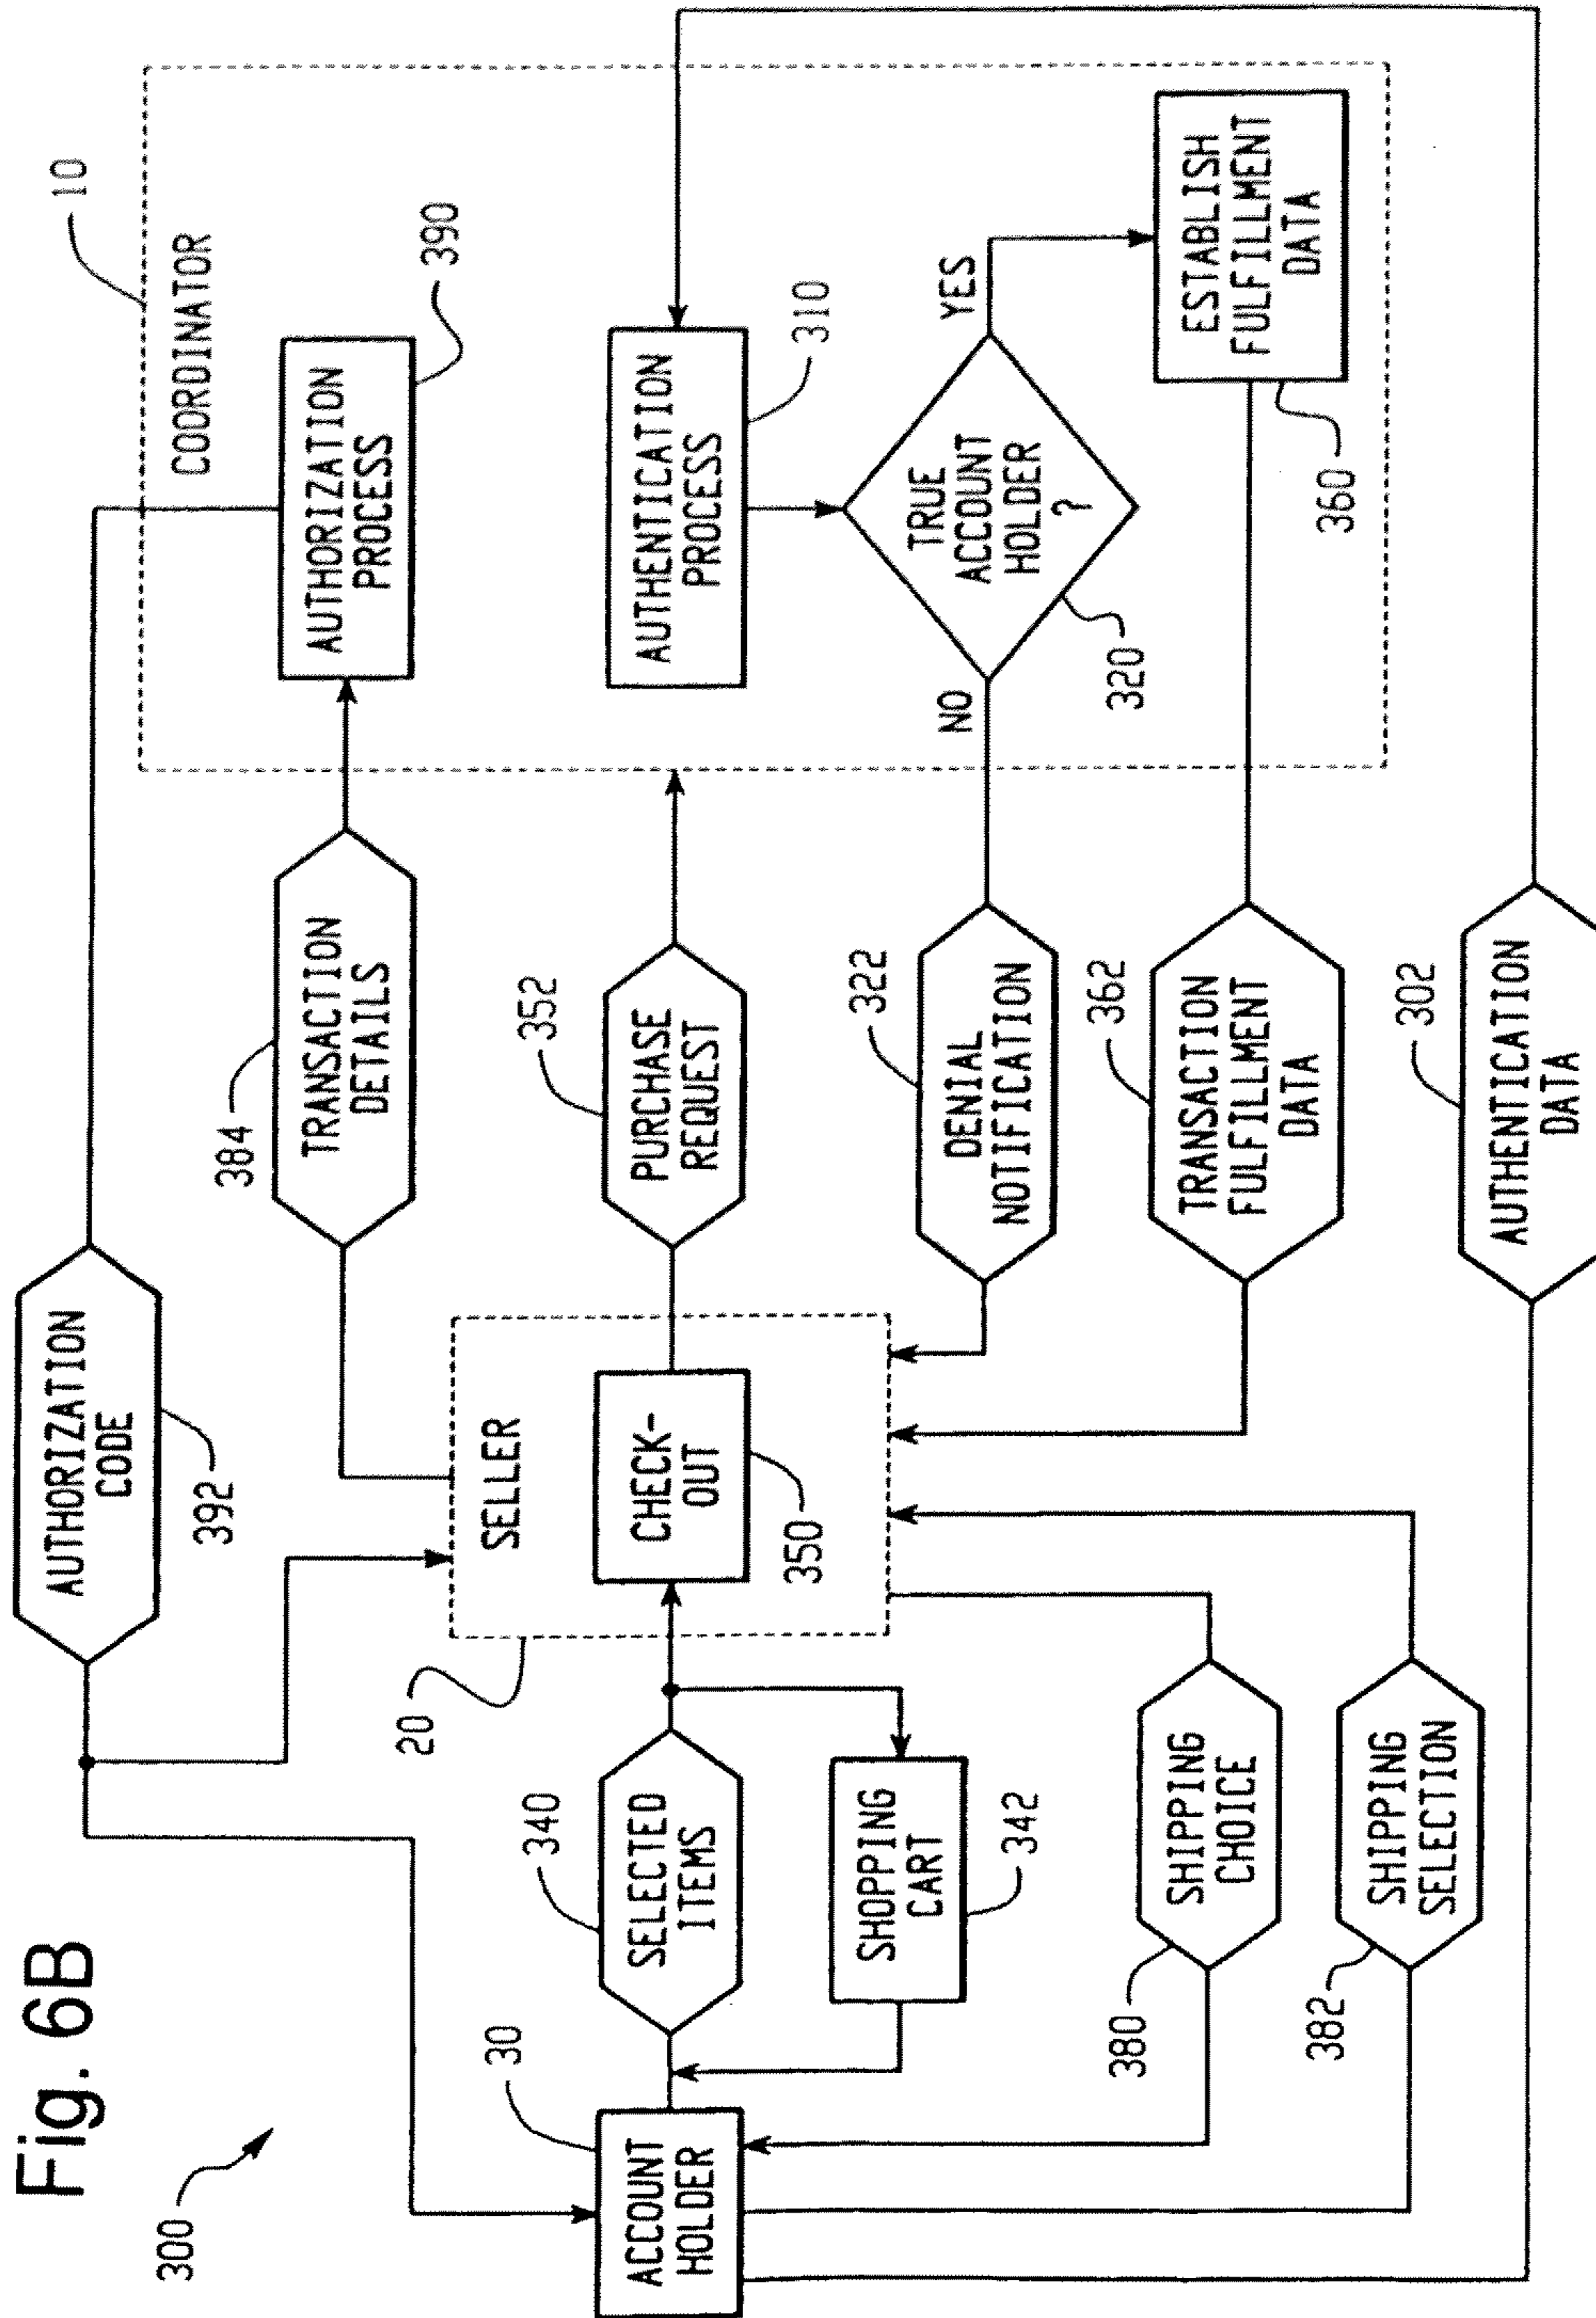 Fig. 6B
300
AUTHORIZATION
CODE
392
10
COORDINATOR
384
TRANSACTION
DETAILS
AUTHORIZATION
PROCESS
390
20
SELLER
30
ACCOUNT
HOLDER
340
SELECTED
ITEMS
CHECK-
OUT
350
352
PURCHASE
REQUEST
AUTHENTICATION
PROCESS
310
SHOPPING
CART
342
322
DENIAL
NOTIFICATION
NO
TRUE
ACCOUNT
HOLDER
?
YES
320
380
SHIPPING
CHOICE
362
TRANSACTION
FULFILLMENT
DATA
ESTABLISH
FULFILLMENT
DATA
360
382
SHIPPING
SELECTION
302
AUTHENTICATION
DATA